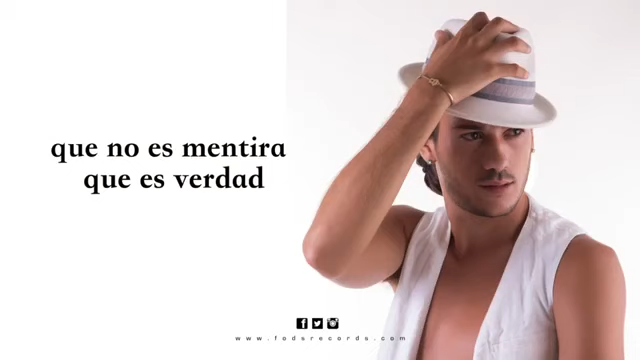 que no es mentira
que es verdad
www.fodsrecords.com